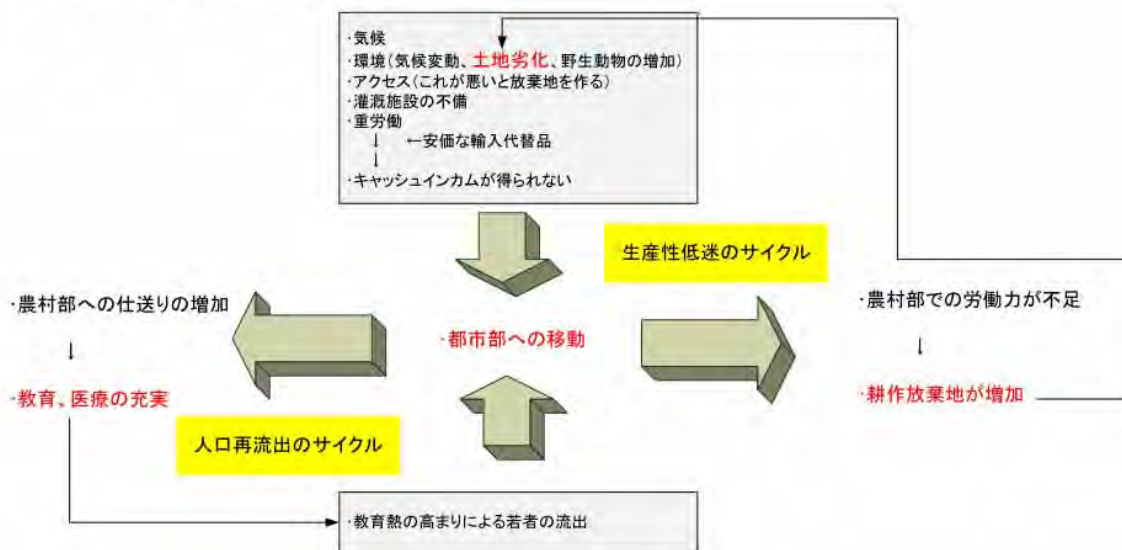 ・気候
・環境(気候変動、土地劣化、野生動物の増加)
・アクセス(これが悪いと放棄地を作る)
・灌漑施設の不備
・重労働
↓ ←安価な輸入代替品
↓
・キャッシュインカムが得られない
生産性低迷のサイクル
・農村部への仕送りの増加
↓
・教育、医療の充実
・都市部への移動
・農村部での労働力が不足
↓
・耕作放棄地が増加
人口再流出のサイクル
・教育熱の高まりによる若者の流出